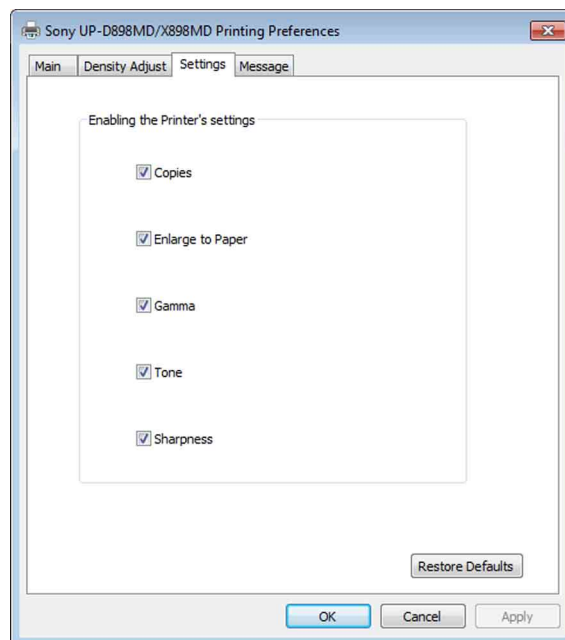 Sony UP-D898MD/X898MD Printing Preferences
Main Density Adjust Settings Message
Enabling the Printer's settings
Copies
Enlarge to Paper
Gamma
Tone
Sharpness
Restore Defaults
OK Cancel Apply